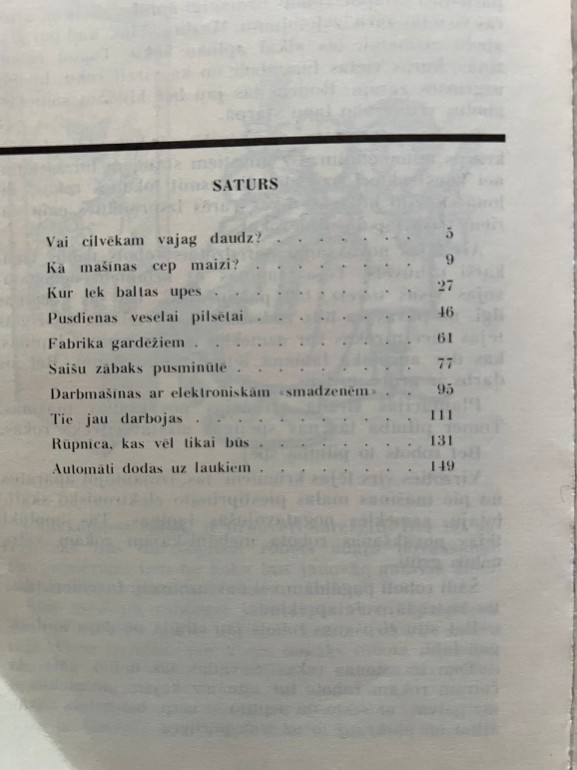 SATURS
Vai cilvēkam vajag daudz? . . . . . . . 5
Kā mašīnas cep maizi? . . . . . . . . 9
Kur tek baltas upes . . . . . . . . . . 27
Pusdienas veselai pilsētai . . . . . . . . 46
Fabrika gardēžiem . . . . . . . . . . 61
Saišu zābaks pusminūtē . . . . . . . . . 77
Darbmašīnas ar elektroniskām «smadzenēm» . . 95
Tie jau darbojas . . . . . . . . . . . 111
Rūpnīca, kas vēl tikai būs . . . . . . . . 131
Automāti dodas uz laukiem . . . . . . . . 149